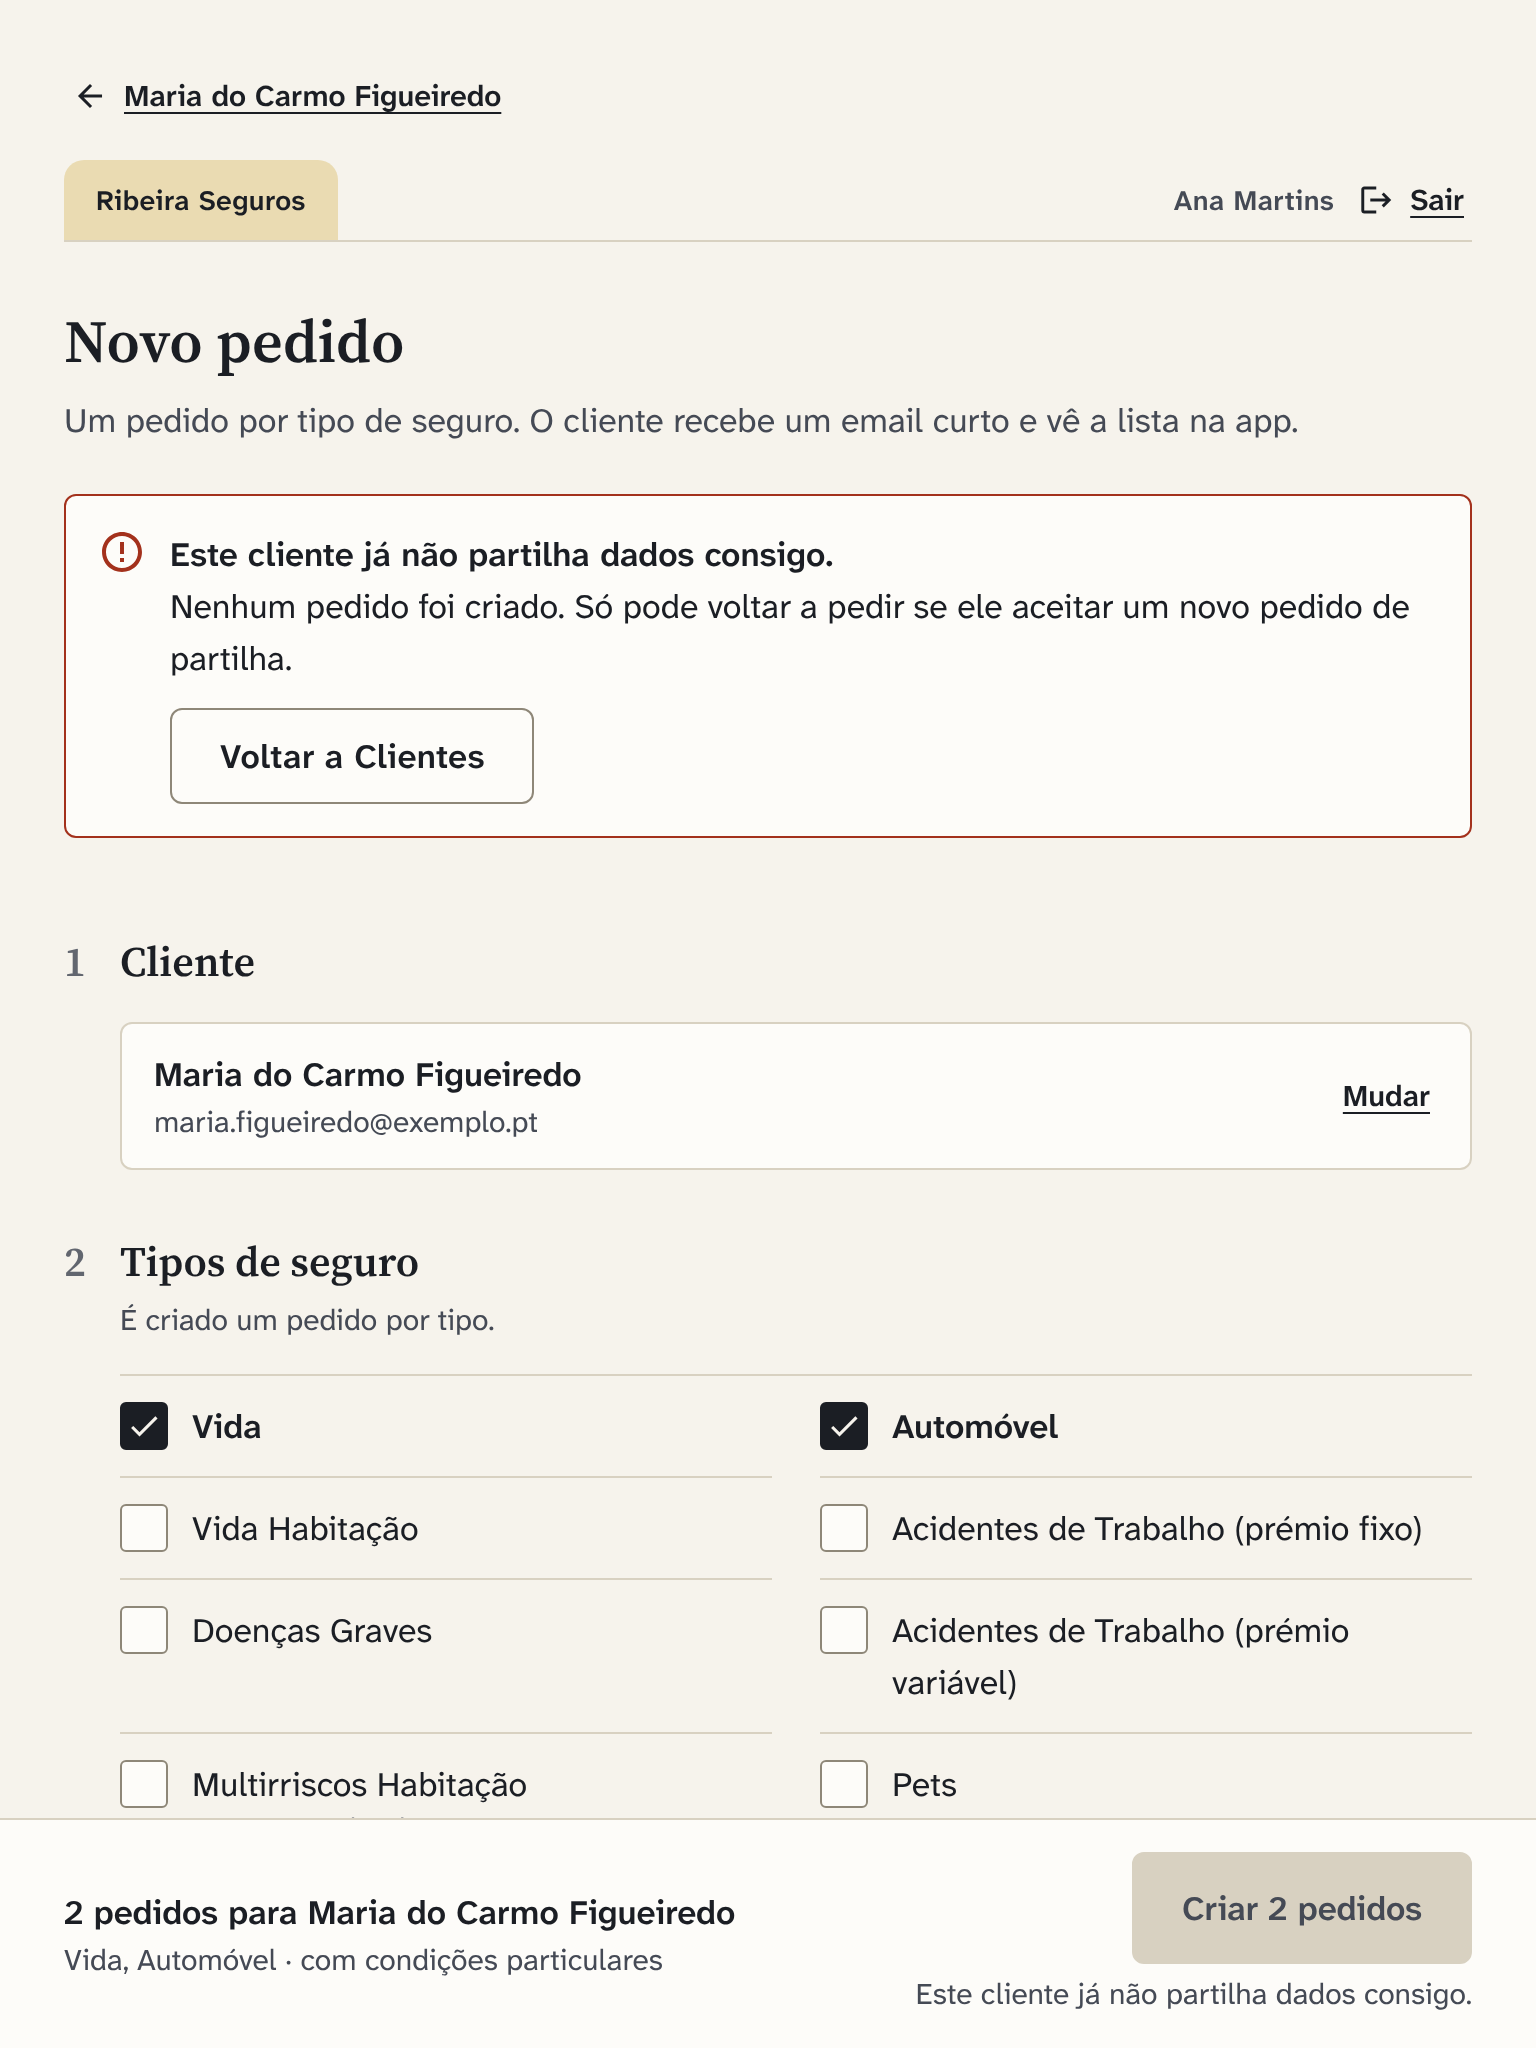 Maria do Carmo Figueiredo
Ribeira Seguros
Ana Martins
Sair
Novo pedido
Um pedido por tipo de seguro. O cliente recebe um email curto e vê a lista na app.
Este cliente já não partilha dados consigo.
Nenhum pedido foi criado. Só pode voltar a pedir se ele aceitar um novo pedido de
partilha.
Voltar a Clientes
1 Cliente
Maria do Carmo Figueiredo
maria.figueiredo@exemplo.pt
Mudar
2 Tipos de seguro
É criado um pedido por tipo.
Vida
Automóvel
Vida Habitação
Acidentes de Trabalho (prémio fixo)
Doenças Graves
Acidentes de Trabalho (prémio
variável)
Multirriscos Habitação
Pets
2 pedidos para Maria do Carmo Figueiredo
Vida, Automóvel · com condições particulares
Criar 2 pedidos
Este cliente já não partilha dados consigo.